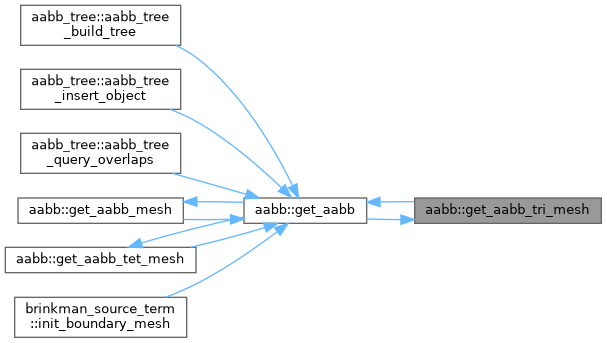 aabb_tree::aabb_tree
_build_tree
aabb_tree::aabb_tree
_insert_object
aabb_tree::aabb_tree
_query_overlaps
aabb::get_aabb_mesh
aabb::get_aabb
aabb::get_aabb_tri_mesh
aabb::get_aabb_tet_mesh
brinkman_source_term
::init_boundary_mesh